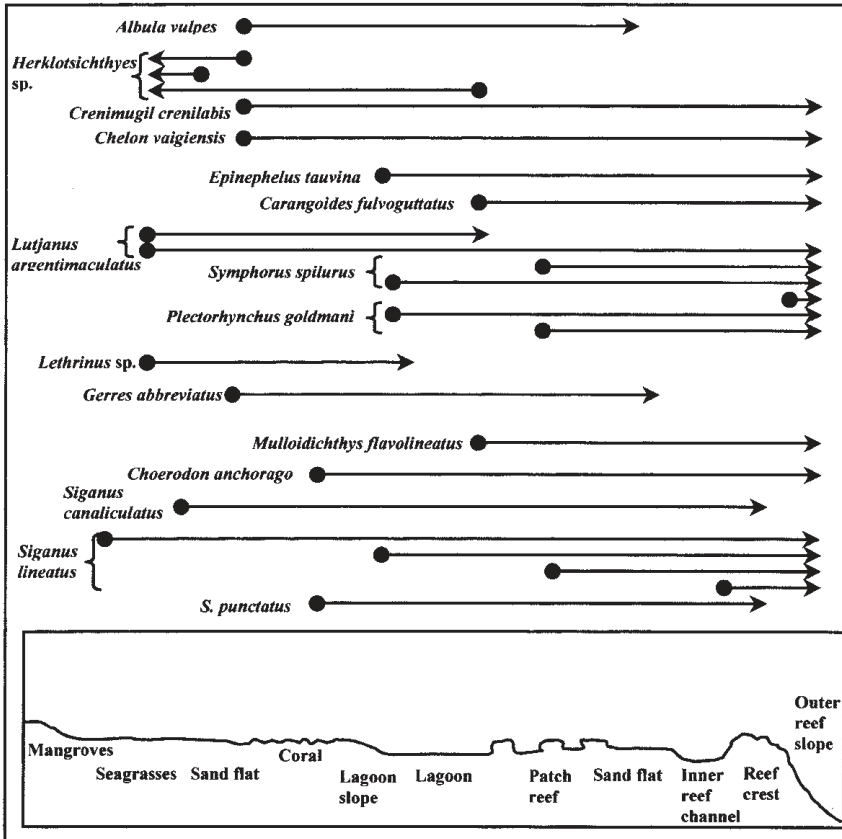 Albula vulpes
Herklotsichthyes
sp.
Crenimugil crenilabis
Chelon vaigiensis
Epinephelus tauvina
Carangoides fulvoguttatus
Lutjanus
argentimaculatus
Symphorus spilurus
Plectorhynchus goldmani
Lethrinus sp.
Gerres abbreviatus
Mulloidichthys flavolineatus
Choerodon anchorago
Siganus
canaliculatus
Siganus
lineatus
S. punctatus
Mangroves
Seagrasses
Sand flat
Coral
Lagoon
slope
Lagoon
Patch
reef
Sand flat
Inner
reef
channel
Reef
crest
Outer
reef
slope